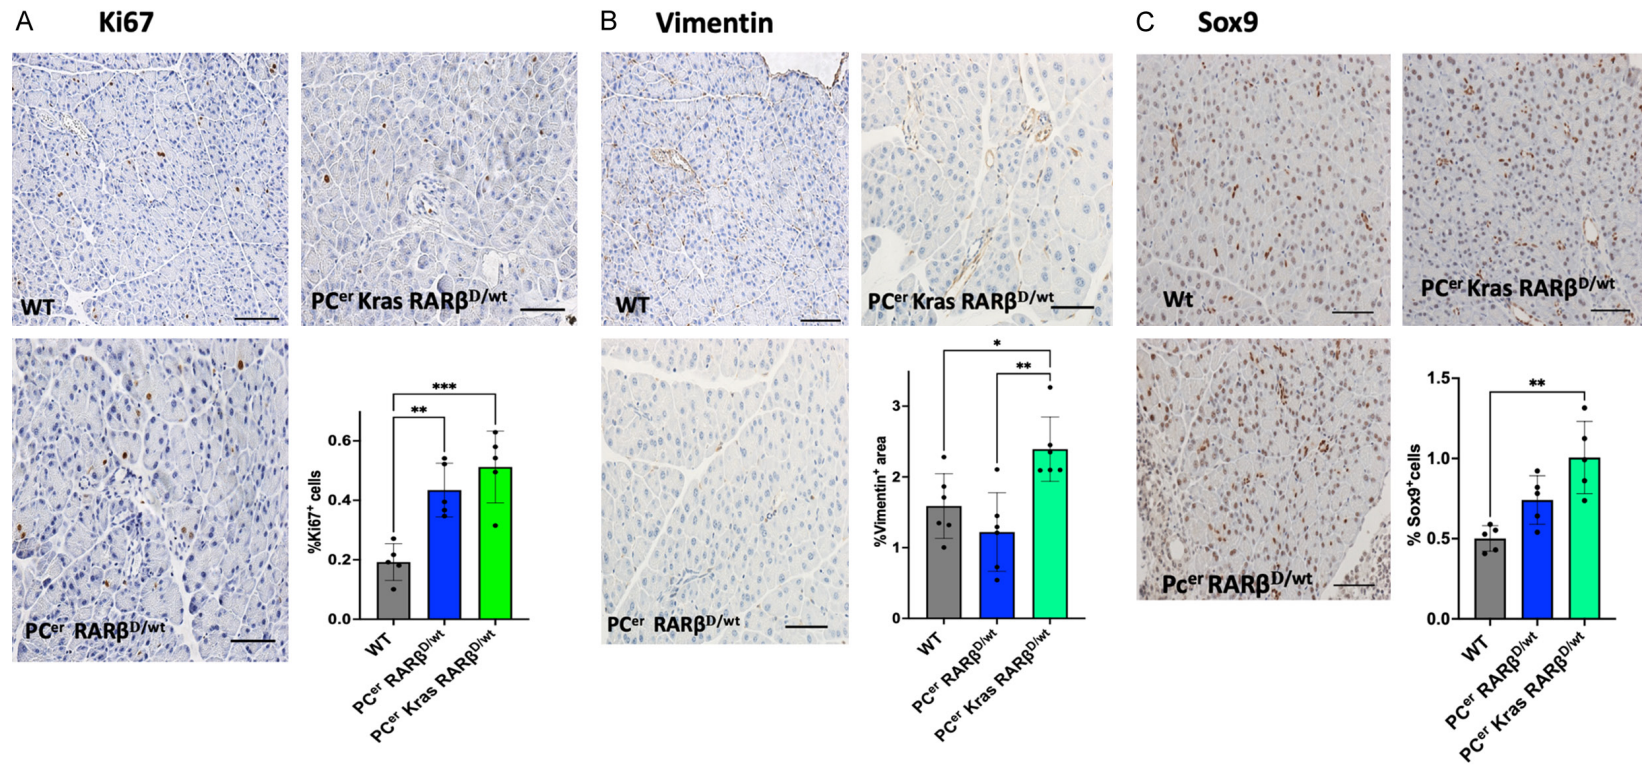 A Ki67
WT
PCᵉʳ Kras RARβᴰ/ʷᵗ
PCᵉʳ RARβᴰ/ʷᵗ
%Ki67⁺ cells
0.6
0.4
0.2
0.0
**
***
WT
PCᵉʳ RARβᴰ/ʷᵗ
PCᵉʳ Kras RARβᴰ/ʷᵗ
B Vimentin
WT
PCᵉʳ Kras RARβᴰ/ʷᵗ
PCᵉʳ RARβᴰ/ʷᵗ
%Vimentin⁺ area
3
2
1
0
*
**
WT
PCᵉʳ RARβᴰ/ʷᵗ
PCᵉʳ Kras RARβᴰ/ʷᵗ
C Sox9
Wt
PCᵉʳ Kras RARβᴰ/ʷᵗ
Pcᵉʳ RARβᴰ/ʷᵗ
% Sox9⁺cells
1.5
1.0
0.5
0.0
**
WT
PCᵉʳ RARβᴰ/ʷᵗ
PCᵉʳ Kras RARβᴰ/ʷᵗ